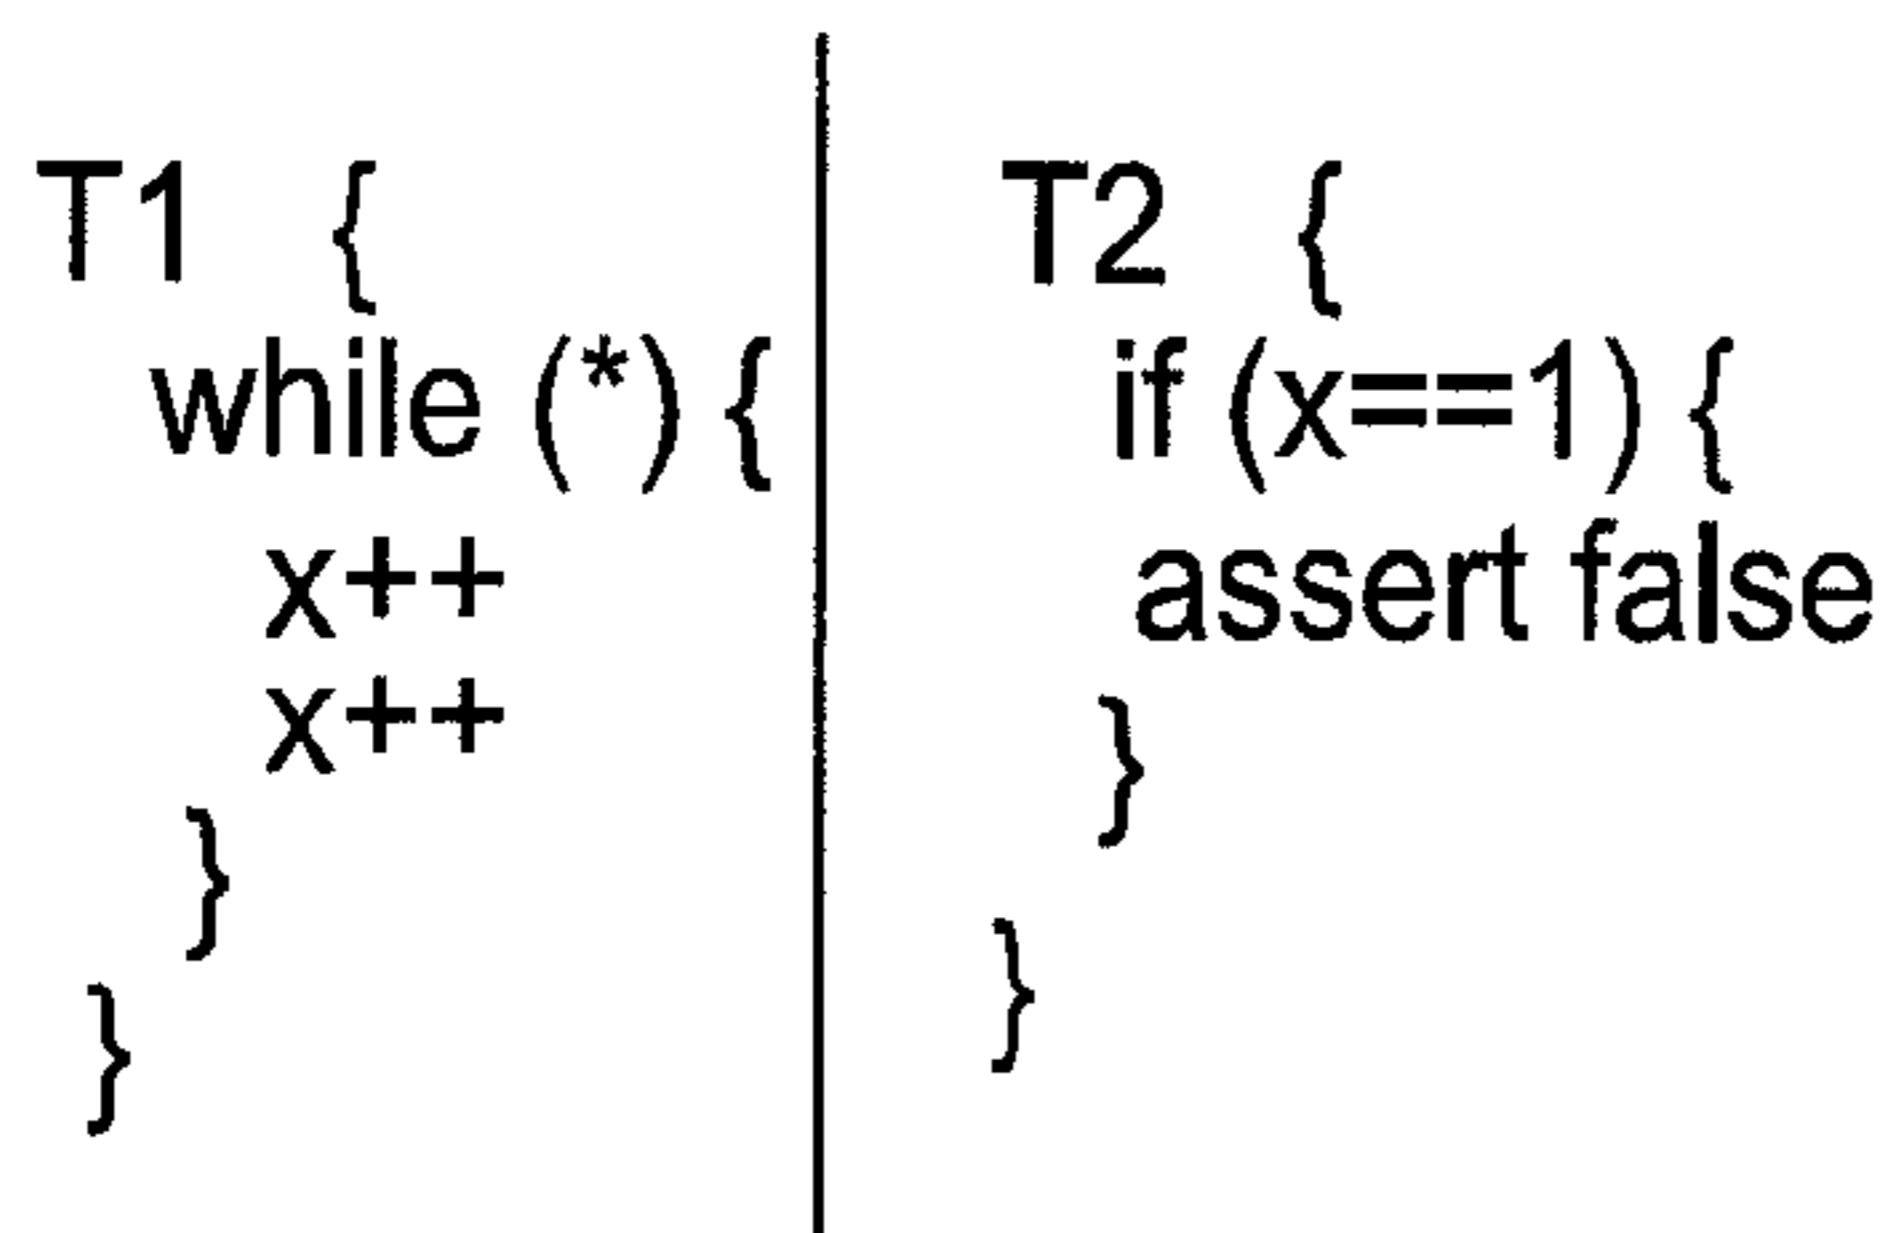 T1 {
while (*) {
x++
x++
}
}
T2 {
if (x==1) {
assert false
}
}